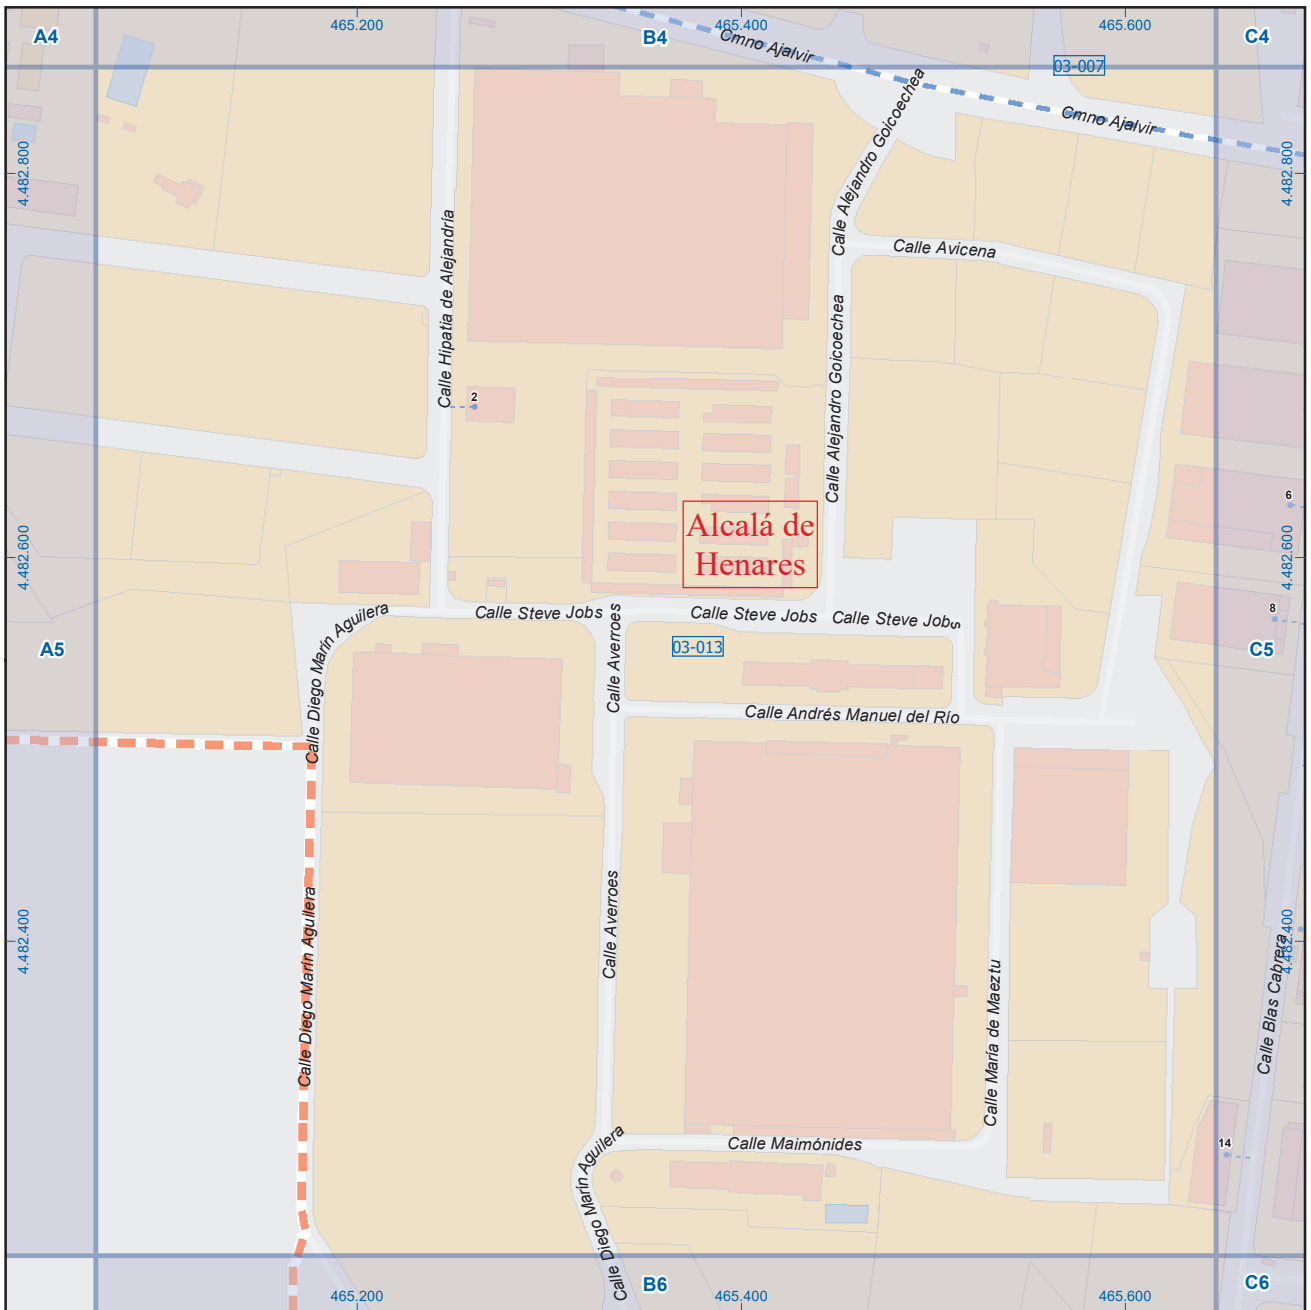 465.200
465.400
465.600
A4
B4
C4
Cmno Ajalvir
03-007
Cmno Ajalvir
Calle Alejandro Goicoechea
4.482.800
4.482.800
Calle Hipatia de Alejandría
Calle Avicena
Calle Alejandro Goicoechea
2
6
Alcalá de
Henares
4.482.600
4.482.600
Calle Diego Marín Aguilera
Calle Steve Jobs
Calle Averroes
Calle Steve Jobs
Calle Steve Jobs
8
A5
03-013
C5
Calle Andrés Manuel del Río
Calle Diego Marín Aguilera
Calle Averroes
4.482.400
4.482.400
Calle María de Maeztu
Calle Blas Cabrera
Calle Diego Marín Aguilera
Calle Maimónides
14
Calle Diego Marín Aguilera
B6
C6
465.200
465.400
465.600